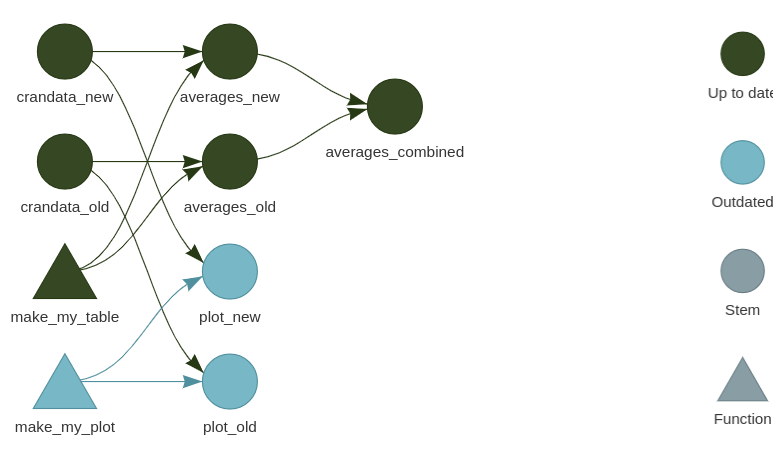 crandata_new
averages_new
averages_combined
crandata_old
averages_old
make_my_table
plot_new
make_my_plot
plot_old
Up to date
Outdated
Stem
Function